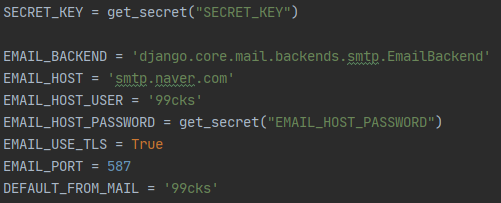 SECRET_KEY = get_secret("SECRET_KEY")
EMAIL_BACKEND = 'django.core.mail.backends.smtp.EmailBackend'
EMAIL_HOST = 'smtp.naver.com'
EMAIL_HOST_USER = '99cks'
EMAIL_HOST_PASSWORD = get_secret("EMAIL_HOST_PASSWORD")
EMAIL_USE_TLS = True
EMAIL_PORT = 587
DEFAULT_FROM_MAIL = '99cks'